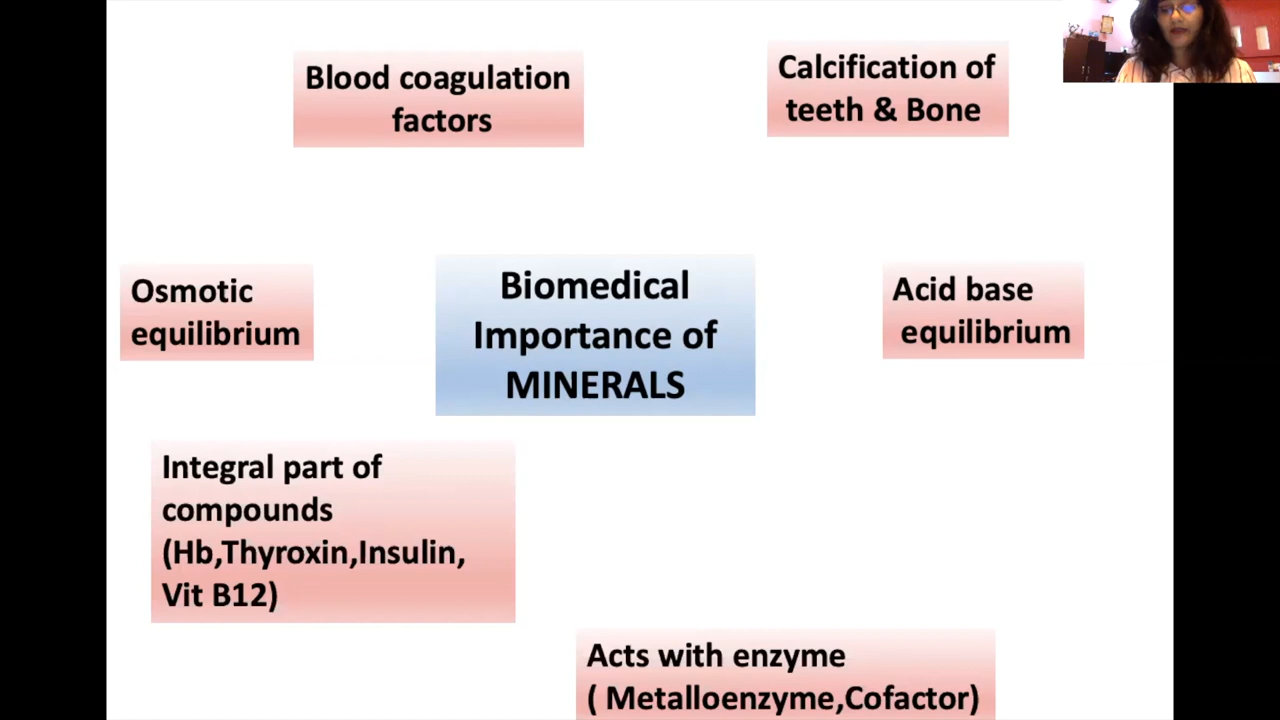 Blood coagulation
factors
Calcification of
teeth & Bone
Osmotic
equilibrium
Biomedical
Importance of
MINERALS
Acid base
equilibrium
Integral part of
compounds
(Hb,Thyroxin,Insulin,
Vit B12)
Acts with enzyme
( Metalloenzyme,Cofactor)